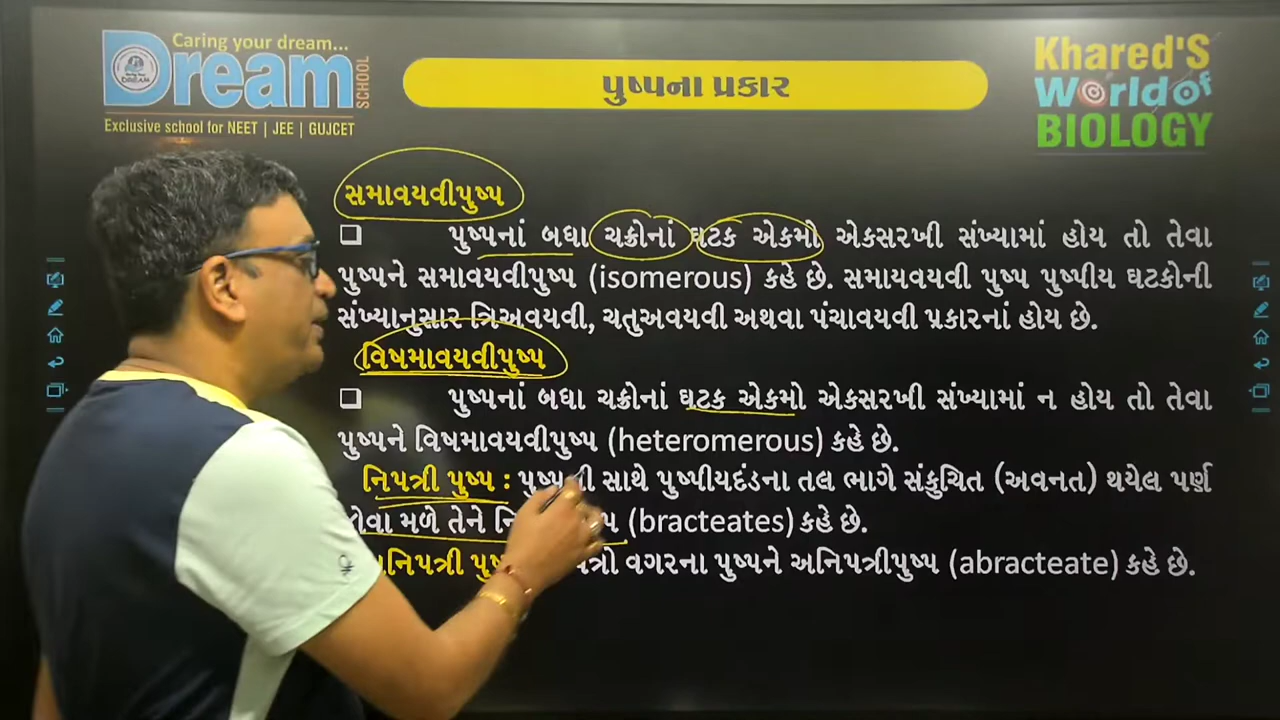 Caring your dream...
Dream SCHOOL
Exclusive school for NEET | JEE | GUJCET
પુષ્પના પ્રકાર
Khared'S
World of
BIOLOGY
સમાવયવીપુષ્પ
પુષ્પનાં બધા ચક્રોનાં ઘટક એકમો એકસરખી સંખ્યામાં હોય તો તેવા
પુષ્પને સમાવયવીપુષ્પ (isomerous) કહે છે. સમાયવયવી પુષ્પ પુષ્પીય ઘટકોની
સંખ્યાનુસાર ત્રિઅવયવી, ચતુઅવયવી અથવા પંચાવયવી પ્રકારનાં હોય છે.
વિષમાવયવીપુષ્પ
પુષ્પનાં બધા ચક્રોનાં ઘટક એકમો એકસરખી સંખ્યામાં ન હોય તો તેવા
પુષ્પને વિષમાવયવીપુષ્પ (heteromerous) કહે છે.
નિપત્રી પુષ્પ : સાથે પુષ્પીયદંડના તલ ભાગે સંકુચિત (અવનત) થયેલ પર્ણ
મળે તેને (bracteates) કહે છે.
વગરના પુષ્પને અનિપત્રીપુષ્પ (abracteate) કહે છે.